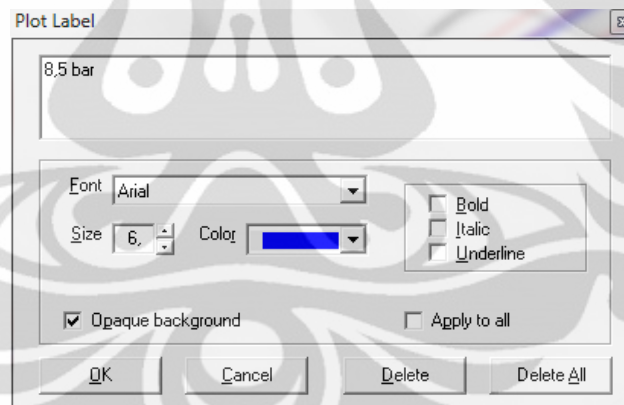 Plot Label
8,5 bar
Font Arial
Size 6, Color
Bold
Italic
Underline
Opaque background
Apply to all
OK Cancel Delete Delete All